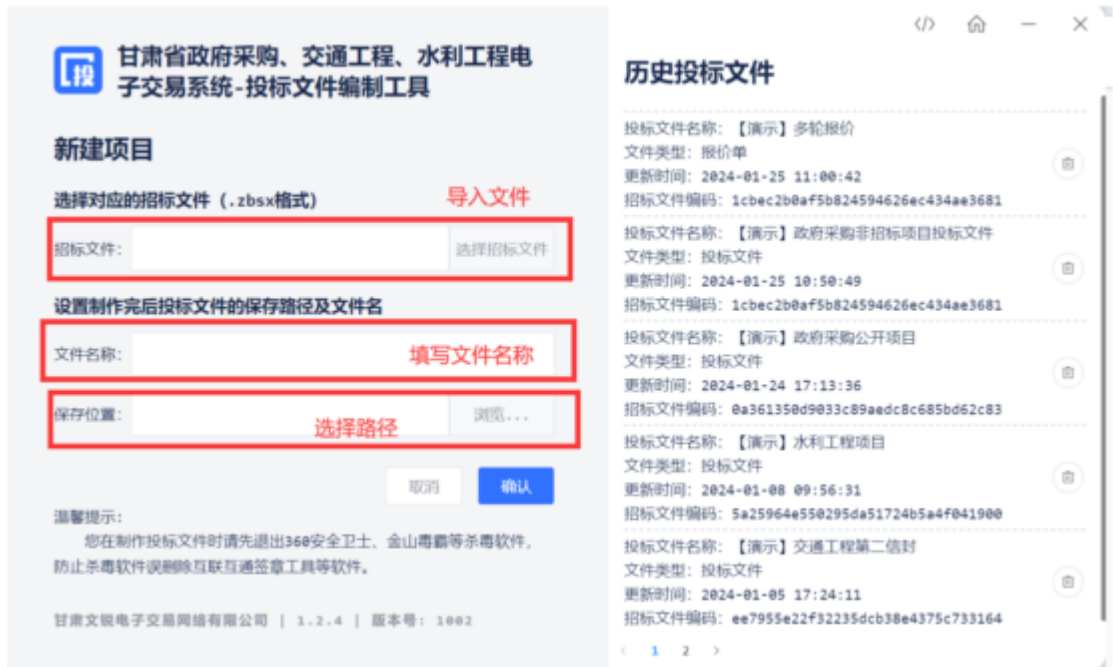 甘肃省政府采购、交通工程、水利工程电
子交易系统-投标文件编制工具
新建项目
选择对应的招标文件（.zbsx格式）
导入文件
招标文件：
选择招标文件
设置制作完后投标文件的保存路径及文件名
文件名称：
填写文件名称
保存位置：
选择路径
浏览...
取消
确认
温馨提示：
您在制作投标文件时请先退出360安全卫士、金山毒霸等杀毒软件，
防止杀毒软件误删除互联互通签章工具等软件。
甘肃文锐电子交易网络有限公司 | 1.2.4 | 版本号: 1002
历史投标文件
投标文件名称：【演示】多轮报价
文件类型：报价单
更新时间：2024-01-25 11:00:42
招标文件编码：1cbec2b0af5b824594626ec434ae3681
投标文件名称：【演示】政府采购非招标项目投标文件
文件类型：投标文件
更新时间：2024-01-25 10:50:49
招标文件编码：1cbec2b0af5b824594626ec434ae3681
投标文件名称：【演示】政府采购公开项目
文件类型：投标文件
更新时间：2024-01-24 17:13:36
招标文件编码：0a361350d9033c89aedc8c685bd62c83
投标文件名称：【演示】水利工程项目
文件类型：投标文件
更新时间：2024-01-08 09:56:31
招标文件编码：5a25964e550295da51724b5a4f041900
投标文件名称：【演示】交通工程第二信封
文件类型：投标文件
更新时间：2024-01-05 17:24:11
招标文件编码：ee7955e22f32235dcb38e4375c733164
1 2